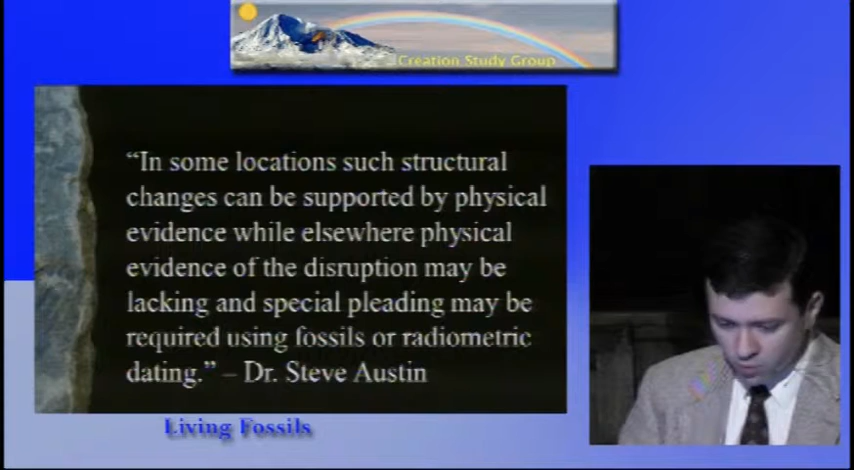 Creation Study Group
“In some locations such structural
changes can be supported by physical
evidence while elsewhere physical
evidence of the disruption may be
lacking and special pleading may be
required using fossils or radiometric
dating.” – Dr. Steve Austin
Living Fossils